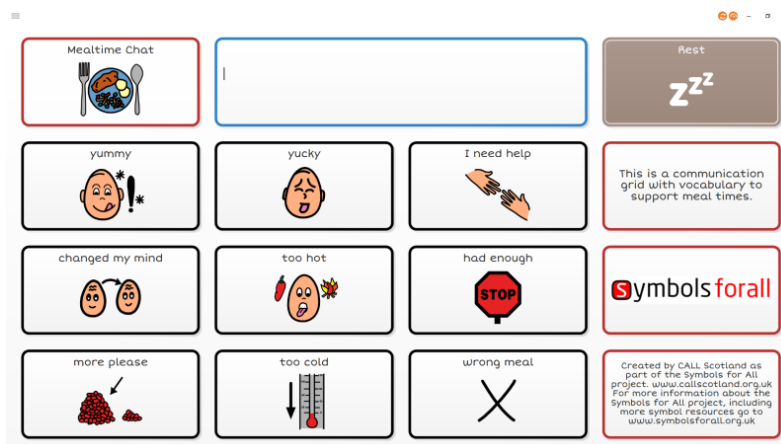 Mealtime Chat
Rest
zzz
yummy
yucky
I need help
This is a communication
grid with vocabulary to
support meal times.
changed my mind
too hot
had enough
STOP
Symbols forall
more please
too cold
wrong meal
Created by CALL Scotland as
part of the Symbols for All
project. www.callscotland.org.uk
For more information about the
Symbols for All project, including
more symbol resources go to
www.symbolsforall.org.uk